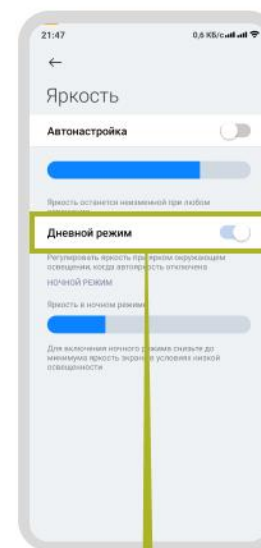 21:47
0,6 КБ/с
←
Яркость
Автонастройка
Яркость останется неизменной при любом
Дневной режим
Регулировать яркость при ярком окружающем
освещении, когда автояркость отключена
НОЧНОЙ РЕЖИМ
Яркость в ночном режиме
Для включения ночного режима снизьте до
минимума яркость экрана в условиях низкой
освещенности